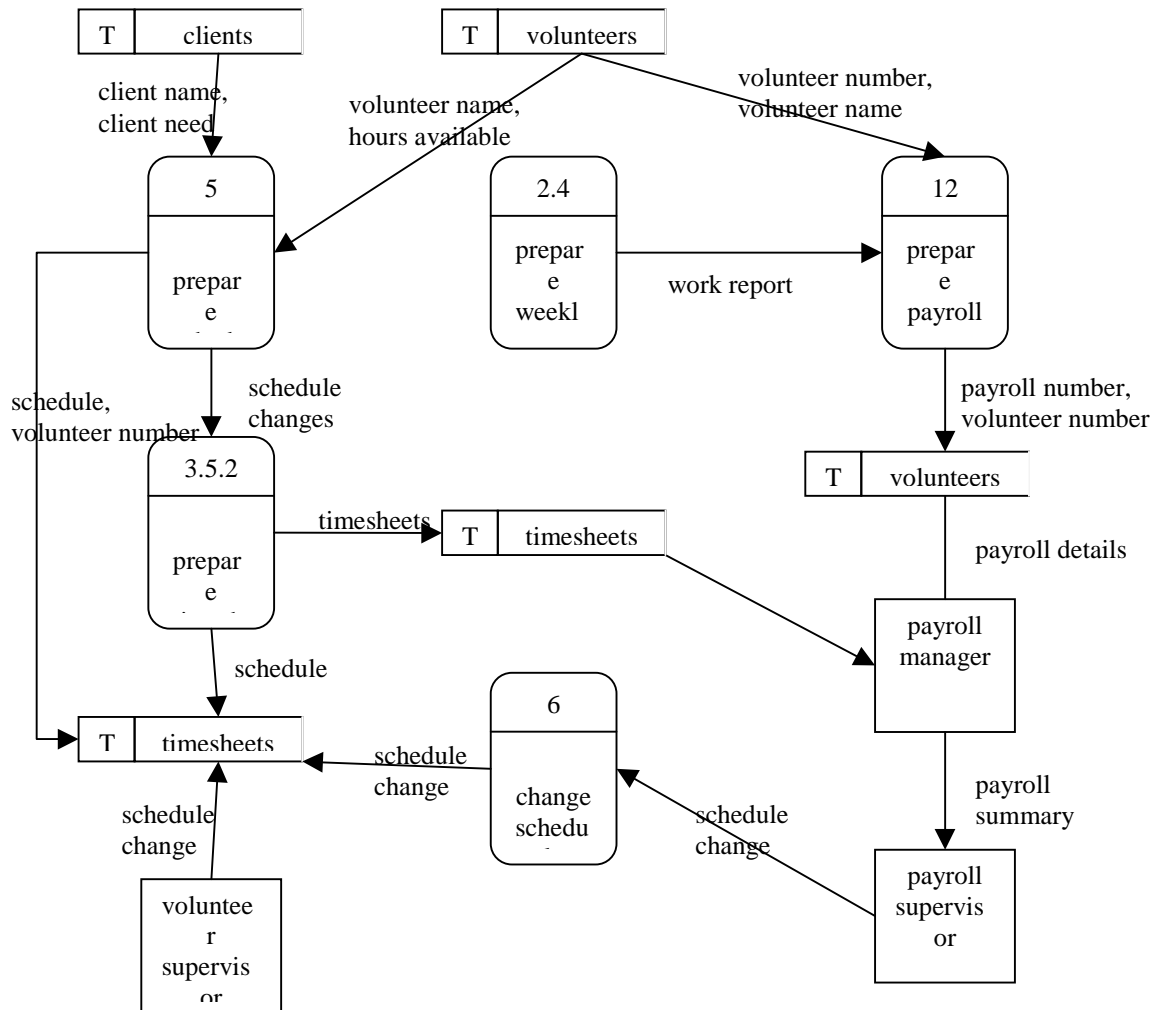 T clients
T volunteers
client name,
client need
volunteer name,
hours available
volunteer number,
volunteer name
5
prepar
e
2.4
prepar
e
weekl
12
prepar
e
payroll
work report
schedule,
volunteer number
schedule
changes
payroll number,
volunteer number
3.5.2
prepar
e
timesheets
T timesheets
T volunteers
payroll details
payroll
manager
schedule
T timesheets
6
change
schedu
schedule
change
schedule
change
schedule
change
payroll
summary
voluntee
r
supervis
or
payroll
supervis
or